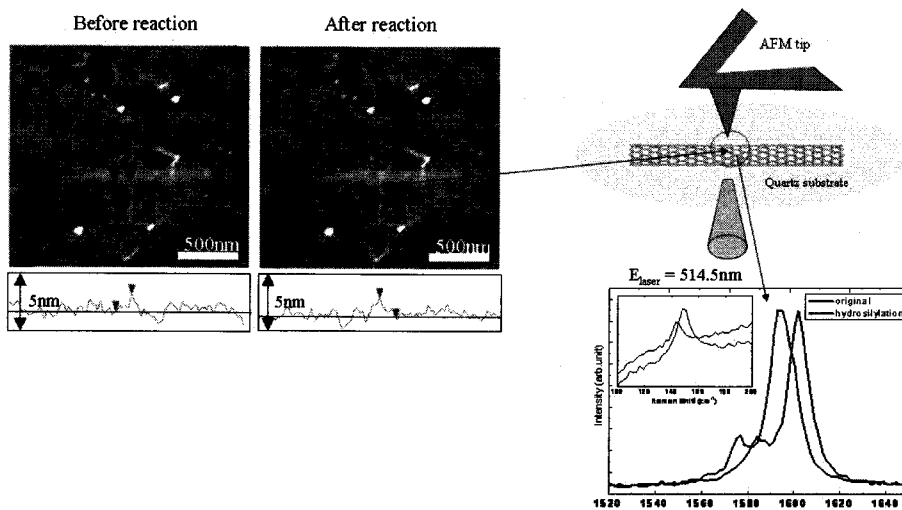 Before reaction
After reaction
500nm
500nm
5nm
5nm
AFM tip
Quartz substrate
E laser = 514.5nm
original
hydrosilylation
Intensity (arb.unit)
1520 1540 1560 1580 1600 1620 1640